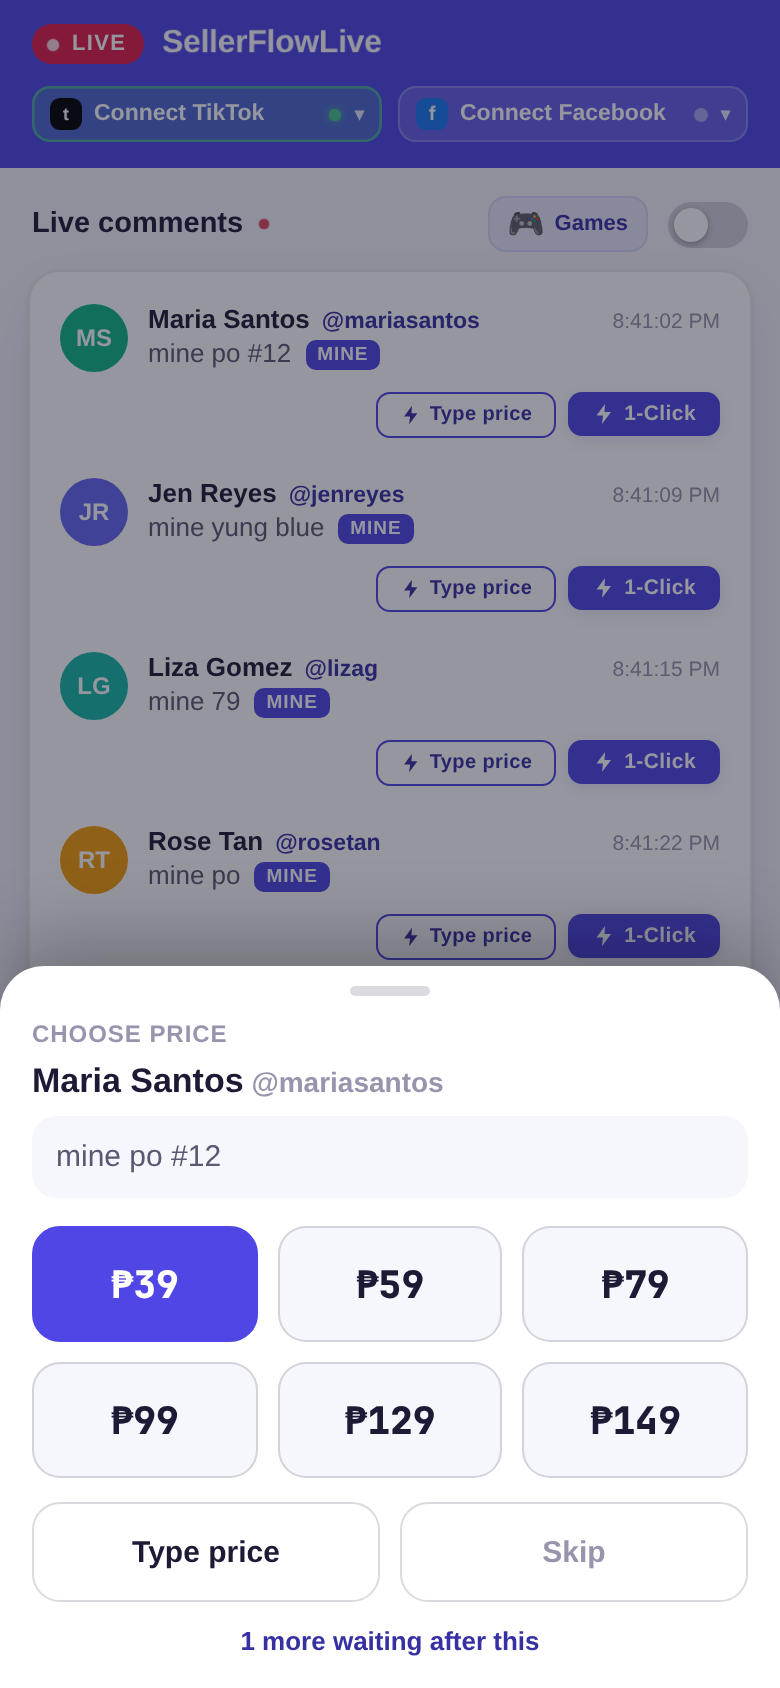 LIVE SellerFlowLive
t Connect TikTok ▾ f Connect Facebook ▾
Live comments Games
MS Maria Santos @mariasantos 8:41:02 PM
mine po #12 MINE
Type price 1-Click
JR Jen Reyes @jenreyes 8:41:09 PM
mine yung blue MINE
Type price 1-Click
LG Liza Gomez @lizag 8:41:15 PM
mine 79 MINE
Type price 1-Click
RT Rose Tan @rosetan 8:41:22 PM
mine po MINE
Type price 1-Click
CHOOSE PRICE
Maria Santos @mariasantos
mine po #12
₱39 ₱59 ₱79
₱99 ₱129 ₱149
Type price Skip
1 more waiting after this